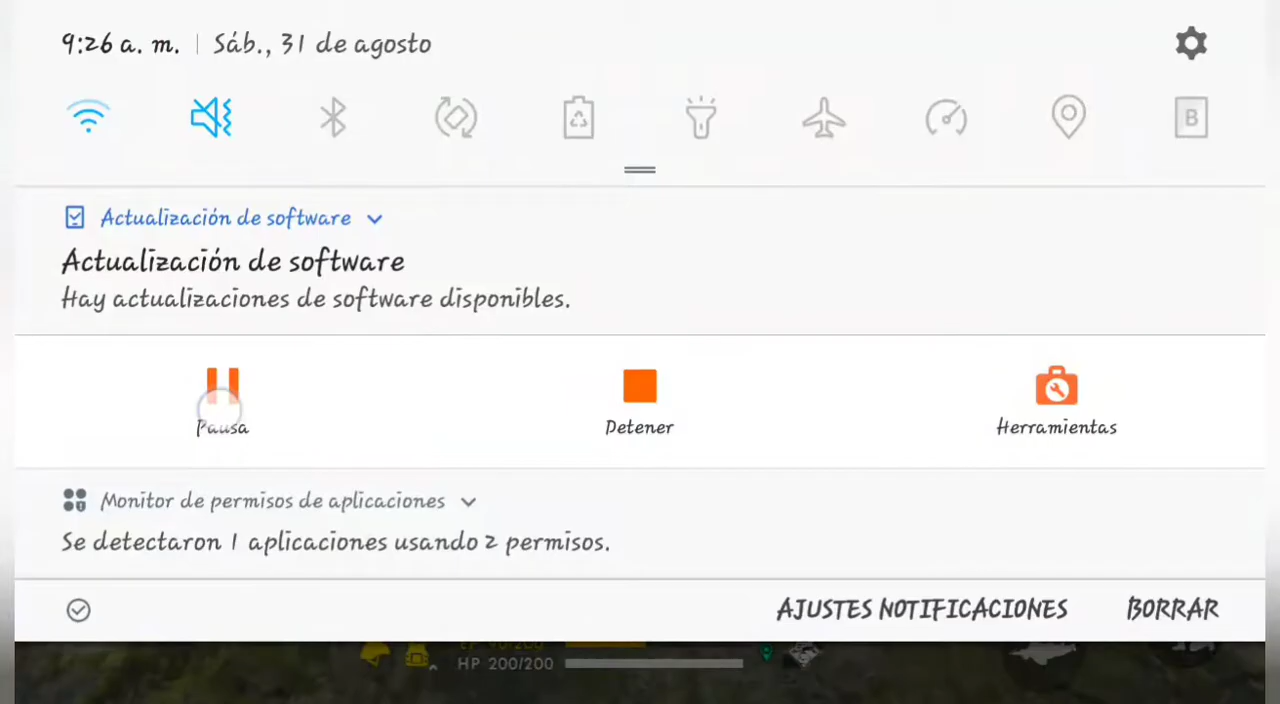 9:26 a. m. | Sáb., 31 de agosto
B
Actualización de software
Actualización de software
Hay actualizaciones de software disponibles.
Pausa
Detener
Herramientas
Monitor de permisos de aplicaciones
Se detectaron 1 aplicaciones usando 2 permisos.
AJUSTES NOTIFICACIONES
BORRAR
HP 200/200